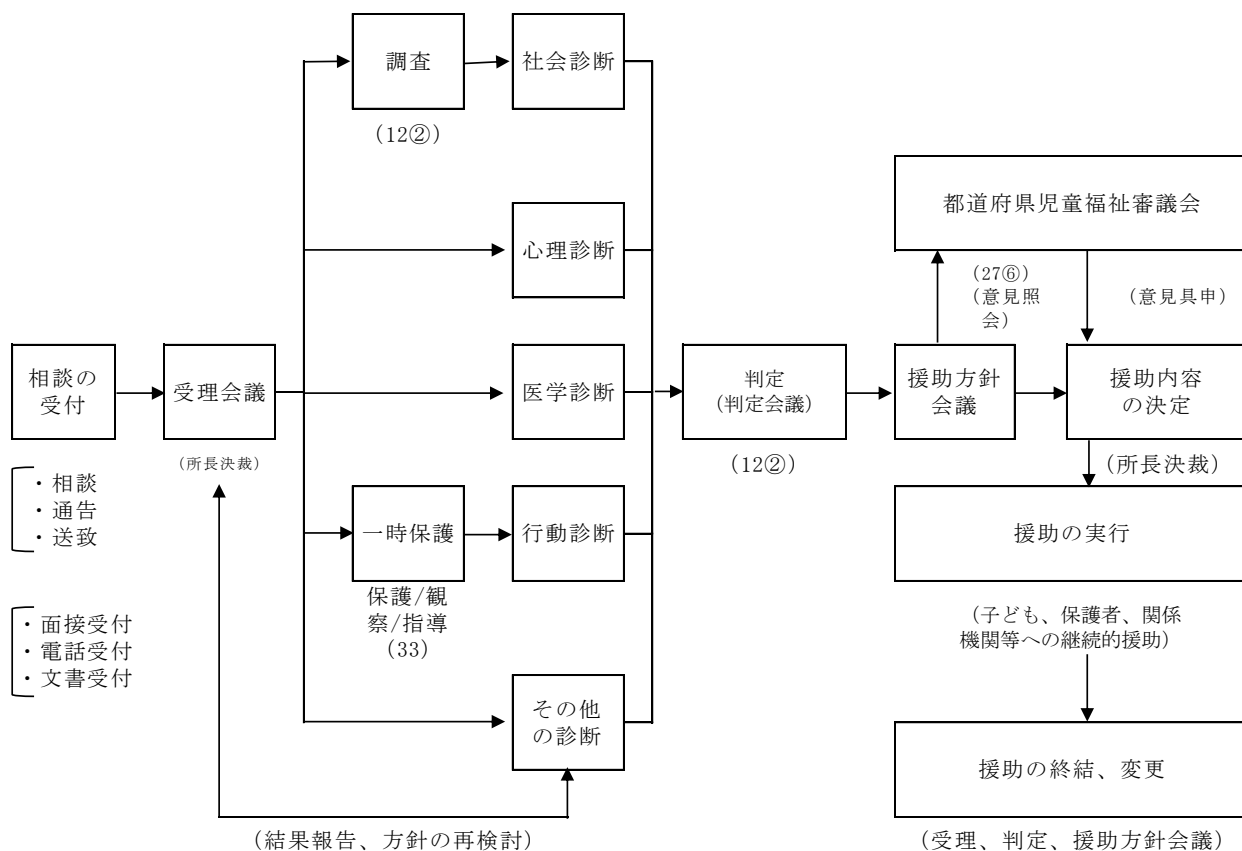 調査
(12②)
社会診断
心理診断
医学診断
相談の
受付
受理会議
(所長決裁)
・相談
・通告
・送致
・面接受付
・電話受付
・文書受付
一時保護
保護/観
察/指導
(33)
行動診断
その他
の診断
(結果報告、方針の再検討)
判定
(判定会議)
(12②)
都道府県児童福祉審議会
(27⑥)
(意見照
会)
(意見具申)
援助方針
会議
援助内容
の決定
(所長決裁)
援助の実行
(子ども、保護者、関係
機関等への継続的援助)
援助の終結、変更
(受理、判定、援助方針会議)